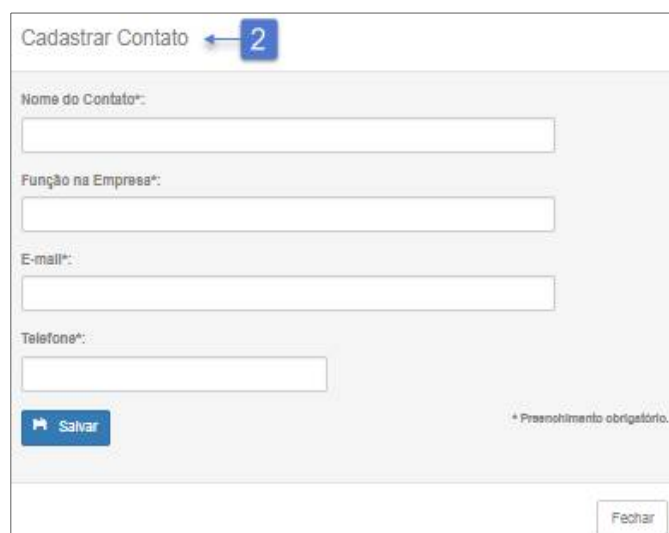 Cadastrar Contato 2
Nome do Contato*:
Função na Empresa*:
E-mail*:
Telefone*:
Salvar
* Preenchimento obrigatório.
Fechar